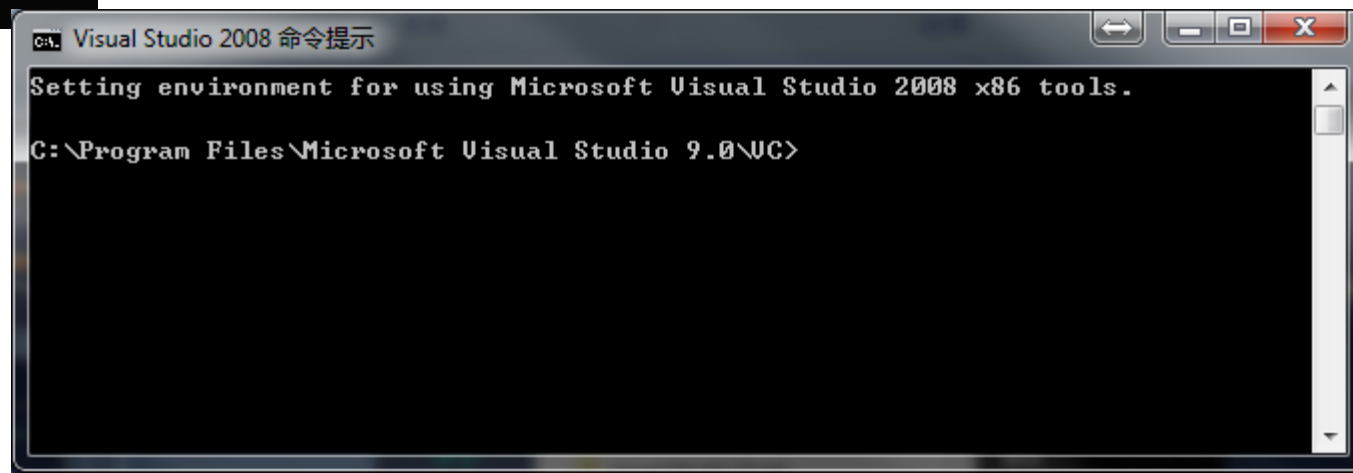 Visual Studio 2008 命令提示
Setting environment for using Microsoft Visual Studio 2008 x86 tools.
C:\Program Files\Microsoft Visual Studio 9.0\VC>